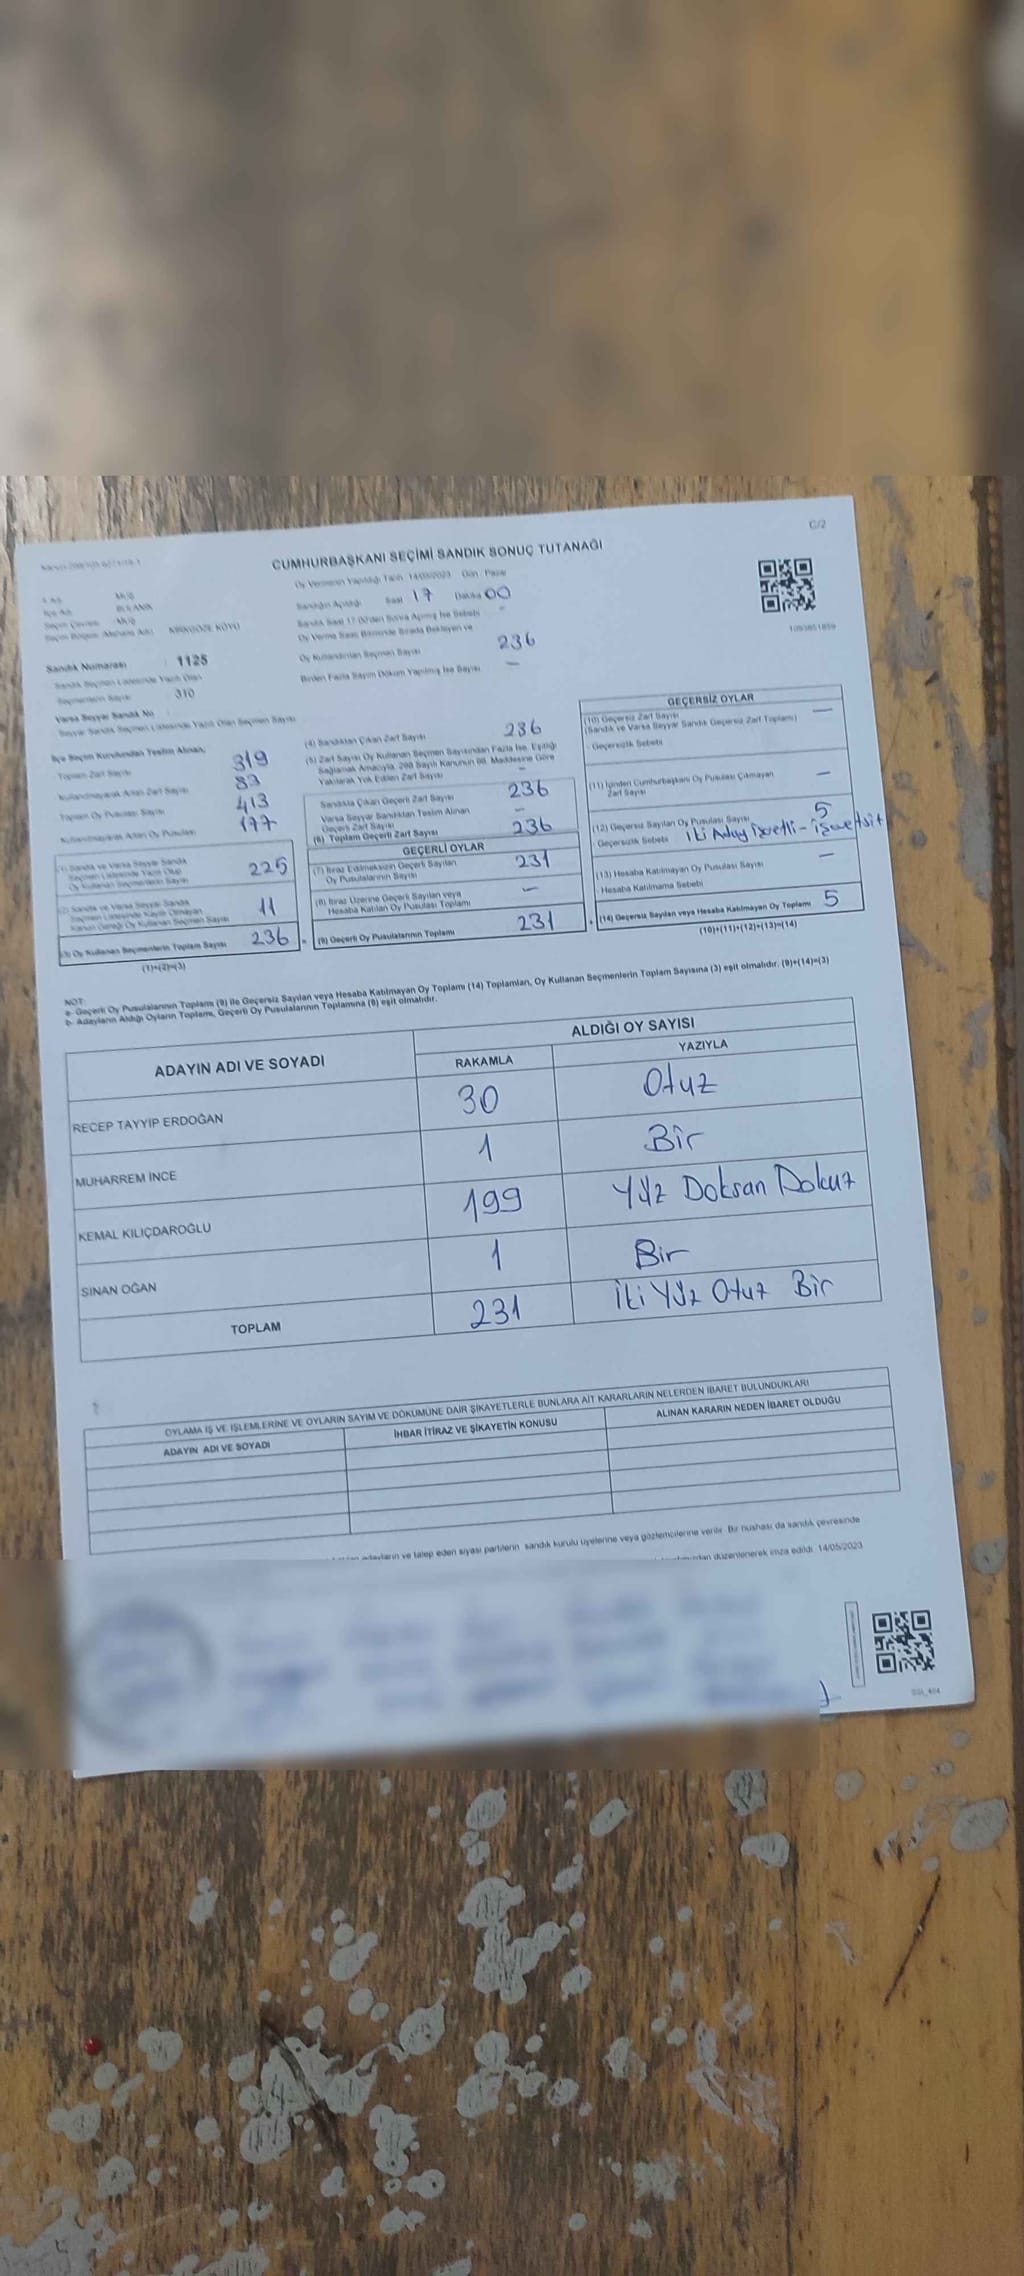 C/2
CUMHURBAŞKANI SEÇİMİ SANDIK SONUÇ TUTANAĞI
Oy Vermenin Yapıldığı Tarih 14/05/2023 Gün Pazar
İl Adı MUŞ
İlçe Adı BULANIK
Seçim Çevresi MUŞ
Sandığın Açıldığı Saat 17 Dakika 00
Sandık Saat 17:00'den Sonra Açılmış İse Sebebi -
Oy Verme Saati Bitiminde Sırada Bekleyen ve
Oy Kullandırılan Seçmen Sayısı 236
Birden Fazla Sayım Döküm Yapılmış İse Sayısı —
1093851859
Sandık Numarası : 1125
Sandık Seçmen Listesinde Yazılı Olan
Seçmenlerin Sayısı 310
Varsa Seyyar Sandık No
Seyyar Sandık Seçmen Listesinde Yazılı Olan Seçmen Sayısı
İlçe Seçim Kurulundan Teslim Alınan;
Toplam Zarf Sayısı 319
Kullanılmayarak Artan Zarf Sayısı 83
Toplam Oy Pusulası Sayısı 413
Kullanılmayarak Artan Oy Pusulası 177
(1) Sandık ve Varsa Seyyar Sandık
Seçmen Listesinde Yazılı Olup
Oy Kullanan Seçmenlerin Sayısı 225
(2) Sandık ve Varsa Seyyar Sandık
Seçmen Listesinde Kayıtlı Olmayan
Kanun Gereği Oy Kullanan Seçmen Sayısı 11
(3) Oy Kullanan Seçmenlerin Toplam Sayısı 236
(1)+(2)=(3)
(4) Sandıktan Çıkan Zarf Sayısı 236
(5) Zarf Sayısı Oy Kullanan Seçmen Sayısından Fazla İse, Eşitliği
Sağlamak Amacıyla, 298 Sayılı Kanunun 98. Maddesine Göre
Yakılarak Yok Edilen Zarf Sayısı -
Sandıkta Çıkan Geçerli Zarf Sayısı 236
Varsa Seyyar Sandıktan Teslim Alınan
Geçerli Zarf Sayısı -
(6) Toplam Geçerli Zarf Sayısı 236
GEÇERLİ OYLAR
(7) İtiraz Edilmeksizin Geçerli Sayılan
Oy Pusulalarının Sayısı 231
(8) İtiraz Üzerine Geçerli Sayılan veya
Hesaba Katılan Oy Pusulası Toplamı —
(9) Geçerli Oy Pusulalarının Toplamı 231
GEÇERSİZ OYLAR
(10) Geçersiz Zarf Sayısı —
(Sandık ve Varsa Seyyar Sandık Geçersiz Zarf Toplamı)
Geçersizlik Sebebi
(11) İçinden Cumhurbaşkanı Oy Pusulası Çıkmayan
Zarf Sayısı —
(12) Geçersiz Sayılan Oy Pusulası Sayısı 5
Geçersizlik Sebebi İki Aday işaretli - işaretsiz
(13) Hesaba Katılmayan Oy Pusulası Sayısı —
Hesaba Katılmama Sebebi
(14) Geçersiz Sayılan veya Hesaba Katılmayan Oy Toplamı 5
(10)+(11)+(12)+(13)=(14)
NOT:
a- Geçerli Oy Pusulalarının Toplamı (9) ile Geçersiz Sayılan veya Hesaba Katılmayan Oy Toplamı (14) Toplamları, Oy Kullanan Seçmenlerin Toplam Sayısına (3) eşit olmalıdır. (9)+(14)=(3)
b- Adayların Aldığı Oyların Toplamı, Geçerli Oy Pusulalarının Toplamına (9) eşit olmalıdır.
ADAYIN ADI VE SOYADI
ALDIĞI OY SAYISI
RAKAMLA YAZIYLA
RECEP TAYYİP ERDOĞAN 30 Otuz
MUHARREM İNCE 1 Bir
KEMAL KILIÇDAROĞLU 199 Yüz Doksan Dokuz
SİNAN OĞAN 1 Bir
TOPLAM 231 İki Yüz Otuz Bir
OYLAMA İŞ VE İŞLEMLERİNE VE OYLARIN SAYIM VE DÖKÜMÜNE DAİR ŞİKAYETLERLE BUNLARA AİT KARARLARIN NELERDEN İBARET BULUNDUKLARI
ADAYIN ADI VE SOYADI İHBAR İTİRAZ VE ŞİKAYETİN KONUSU ALINAN KARARIN NEDEN İBARET OLDUĞU
adayların ve talep eden siyasi partilerin sandık kurulu üyelerine veya gözlemcilerine verilir. Bir nushası da sandık çevresinde
düzenlenerek imza edildi. 14/05/2023